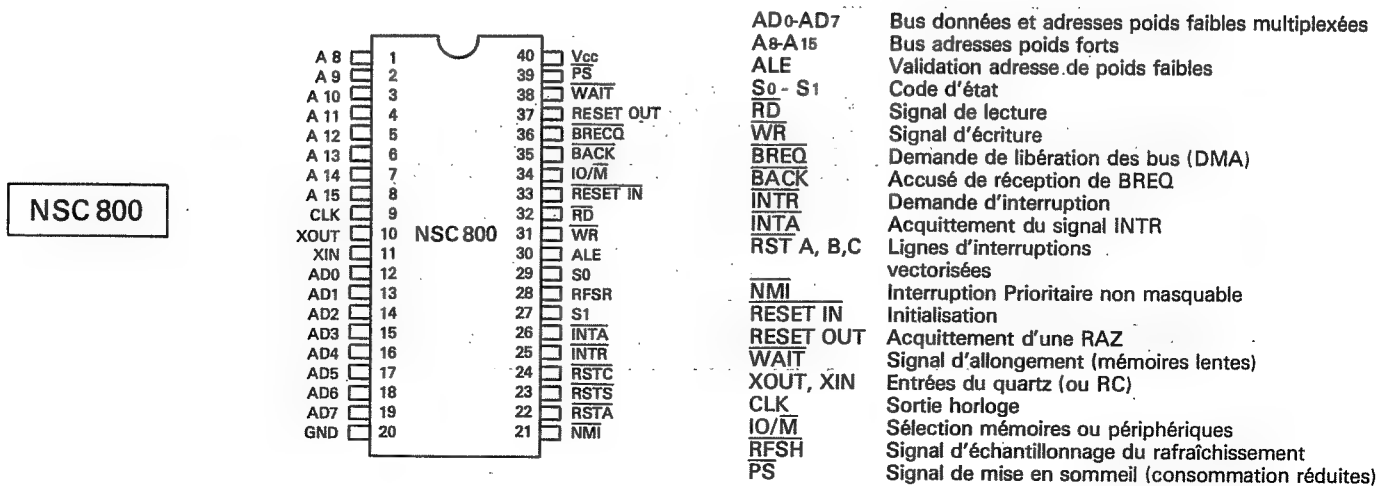 NSC 800
A 8 1
A 9 2
A 10 3
A 11 4
A 12 5
A 13 6
A 14 7
A 15 8
CLK 9
XOUT 10
XIN 11
AD0 12
AD1 13
AD2 14
AD3 15
AD4 16
AD5 17
AD6 18
AD7 19
GND 20
NSC 800
40 Vcc
39 PS
38 WAIT
37 RESET OUT
36 BRECQ
35 BACK
34 IO/M
33 RESET IN
32 RD
31 WR
30 ALE
29 S0
28 RFSR
27 S1
26 INTA
25 INTR
24 RSTC
23 RSTS
22 RSTA
21 NMI
AD0-AD7 Bus données et adresses poids faibles multiplexées
A8-A15 Bus adresses poids forts
ALE Validation adresse de poids faibles
S0 - S1 Code d'état
RD Signal de lecture
WR Signal d'écriture
BREQ Demande de libération des bus (DMA)
BACK Accusé de réception de BREQ
INTR Demande d'interruption
INTA Acquittement du signal INTR
RST A, B,C Lignes d'interruptions
vectorisées
NMI Interruption Prioritaire non masquable
RESET IN Initialisation
RESET OUT Acquittement d'une RAZ
WAIT Signal d'allongement (mémoires lentes)
XOUT, XIN Entrées du quartz (ou RC)
CLK Sortie horloge
IO/M Sélection mémoires ou périphériques
RFSH Signal d'échantillonnage du rafraîchissement
PS Signal de mise en sommeil (consommation réduites)